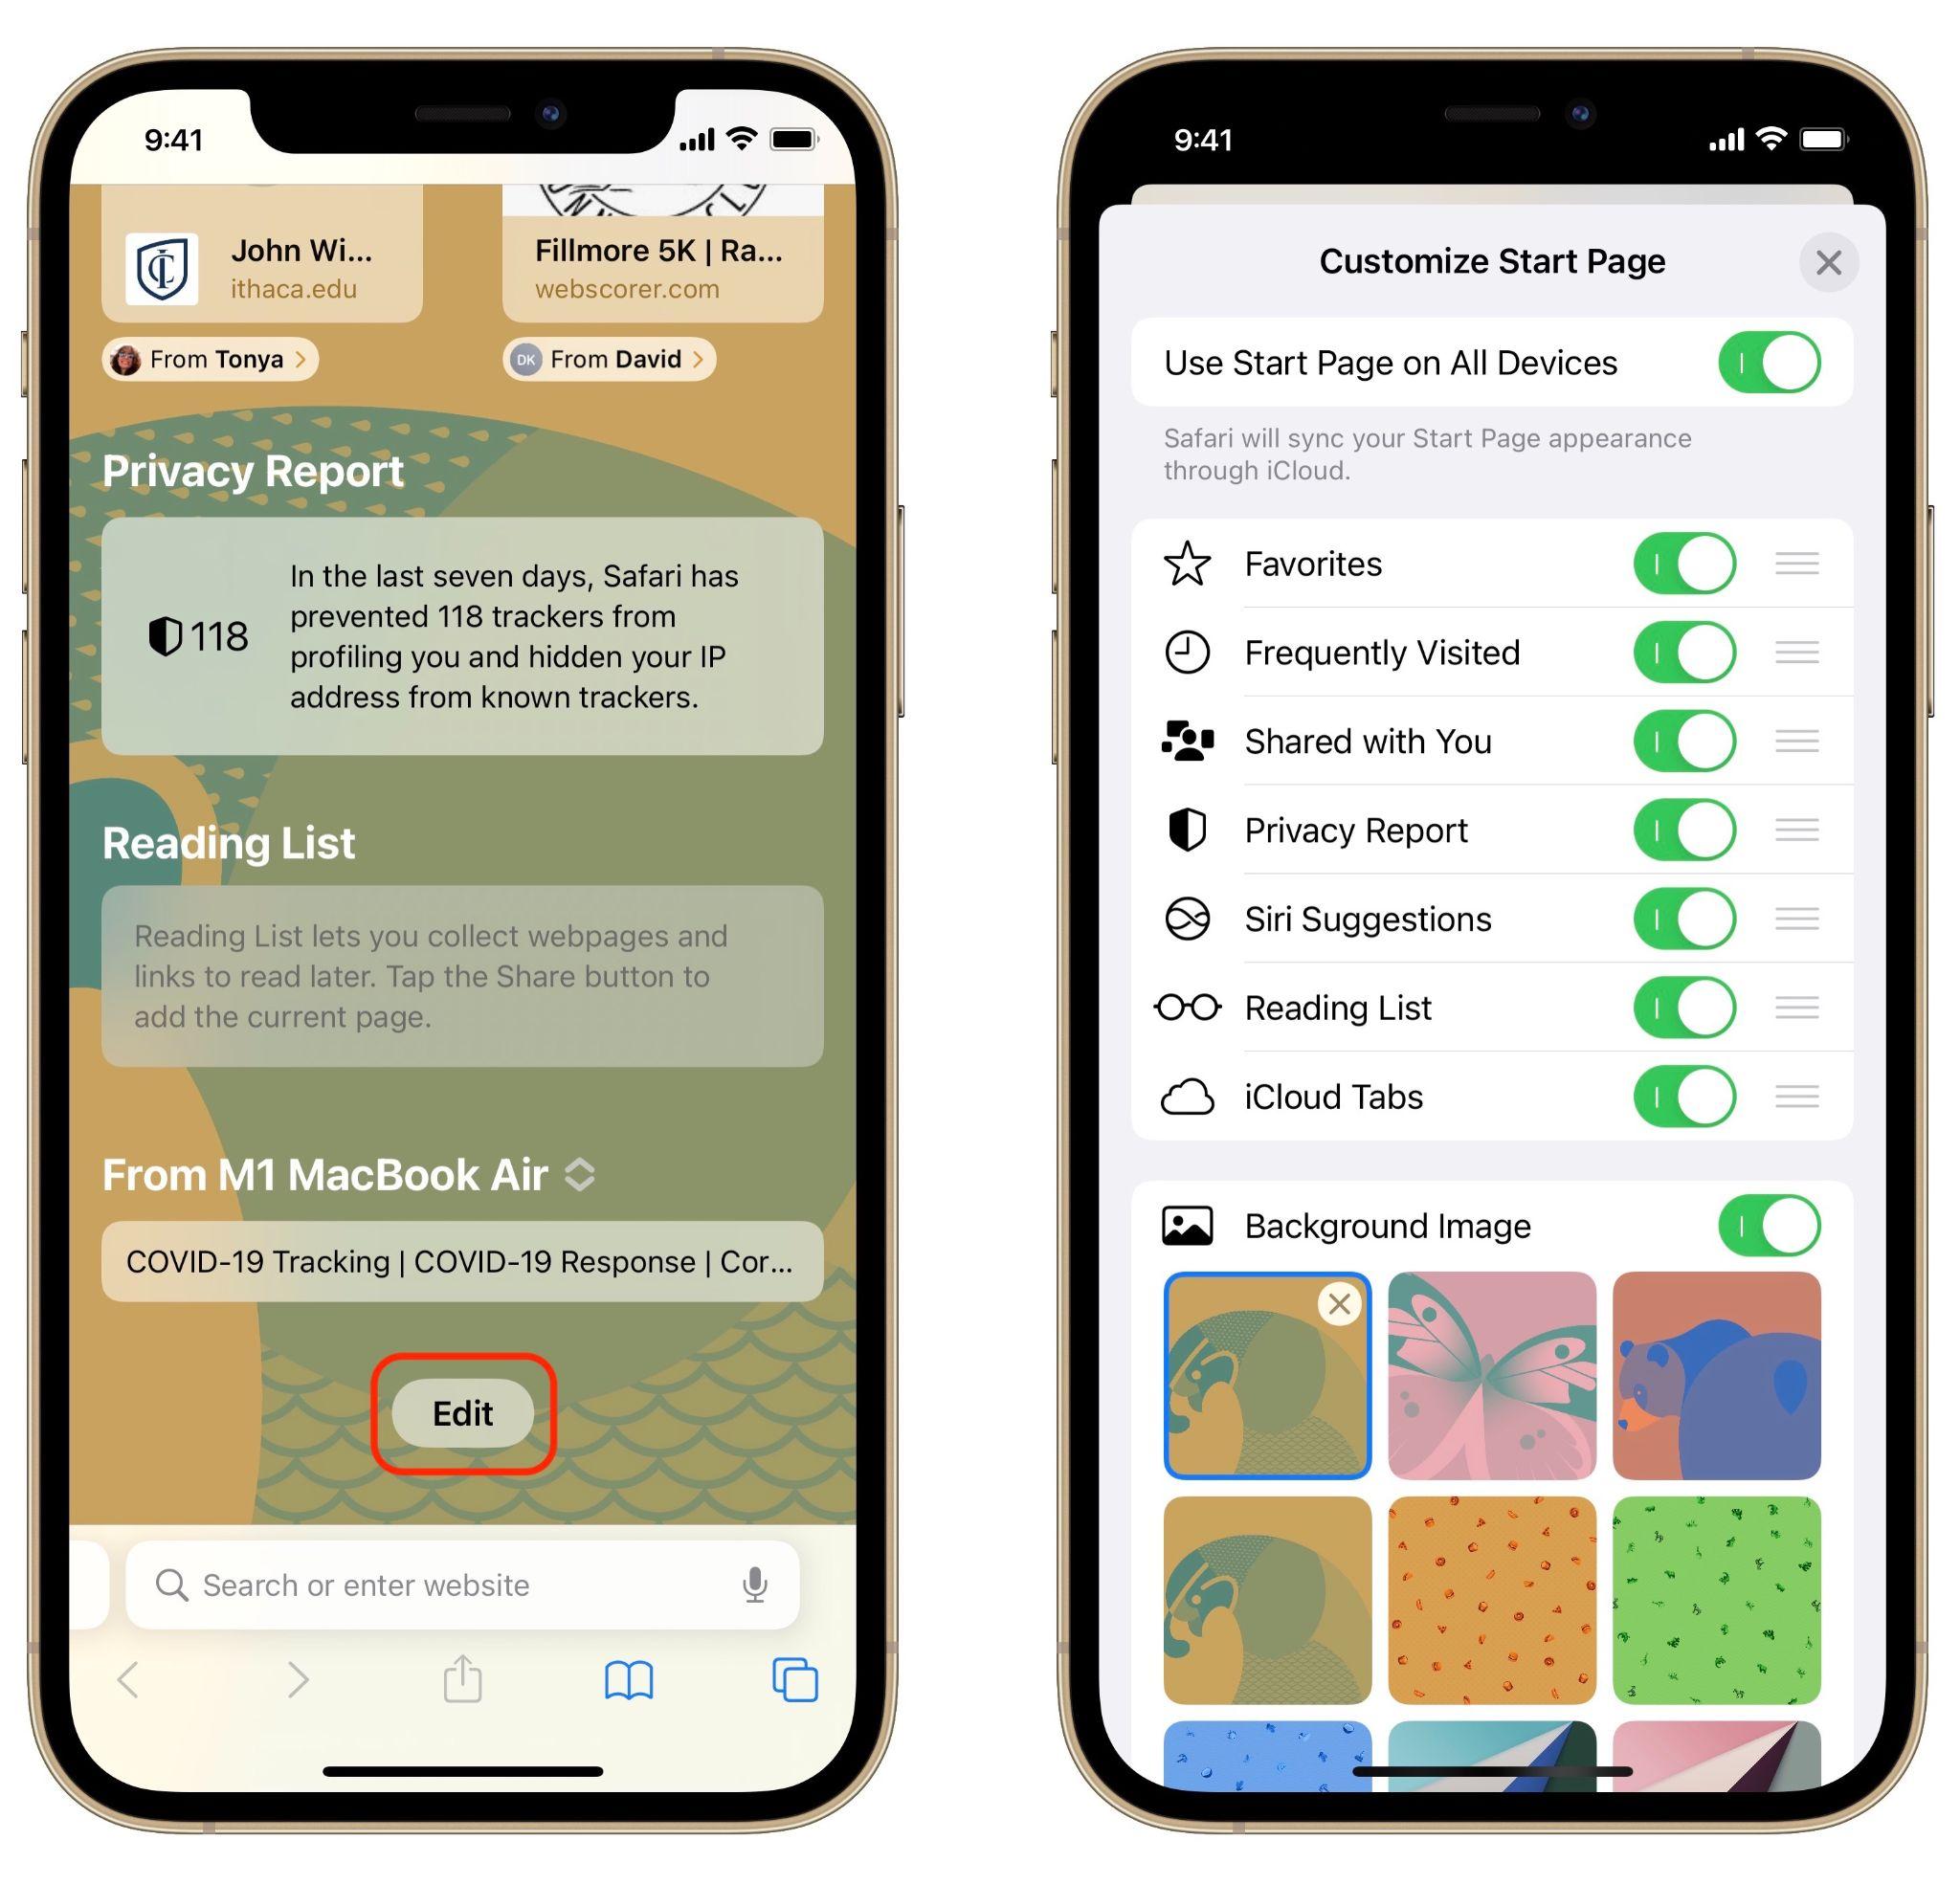 9:41
John Wi...
ithaca.edu
Fillmore 5K | Ra...
webscorer.com
From Tonya
DK
From David
Privacy Report
118
In the last seven days, Safari has
prevented 118 trackers from
profiling you and hidden your IP
address from known trackers.
Reading List
Reading List lets you collect webpages and
links to read later. Tap the Share button to
add the current page.
From M1 MacBook Air
COVID-19 Tracking | COVID-19 Response | Cor...
Edit
Search or enter website
9:41
Customize Start Page
Use Start Page on All Devices
Safari will sync your Start Page appearance
through iCloud.
Favorites
Frequently Visited
Shared with You
Privacy Report
Siri Suggestions
Reading List
iCloud Tabs
Background Image